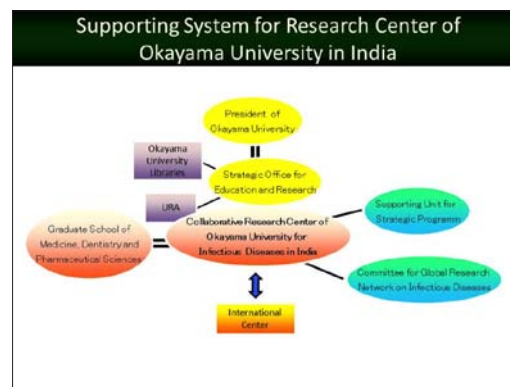 Supporting System for Research Center of
Okayama University in India
President of
Okayama University
Okayama
University
Libraries
Strategic Office for
Education and Research
URA
Supporting Unit for
Strategic Programm
Graduate School of
Medicine, Dentistry and
Pharmaceutical Sciences
Collaborative Research Center of
Okayama University for
Infectious Diseases in India
Committee for Global Research
Network on Infectious Diseases
International
Center